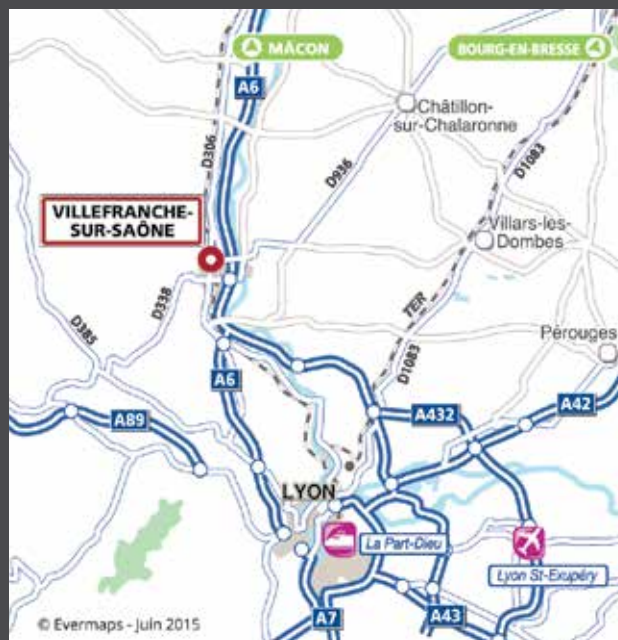 MÂCON
BOURG-EN-BRESSE
A6
Châtillon-
sur-Chalaronne
D306
D936
D1083
VILLEFRANCHE-
SUR-SAÔNE
Villars-les-
Dombes
D338
TER
D385
D1083
Pérouges
A6
A89
A432
A42
LYON
La Part-Dieu
Lyon St-Exupéry
A7
A43
© Evermaps - Juin 2015